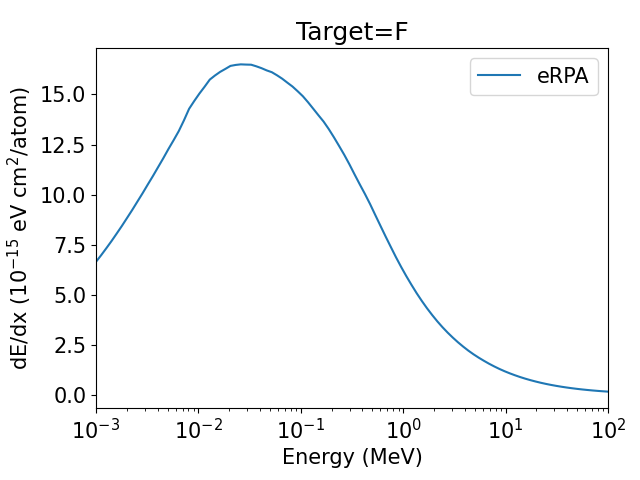 Target=F
eRPA
dE/dx (10⁻¹⁵ eV cm²/atom)
15.0
12.5
10.0
7.5
5.0
2.5
0.0
10⁻³ 10⁻² 10⁻¹ 10⁰ 10¹ 10²
Energy (MeV)